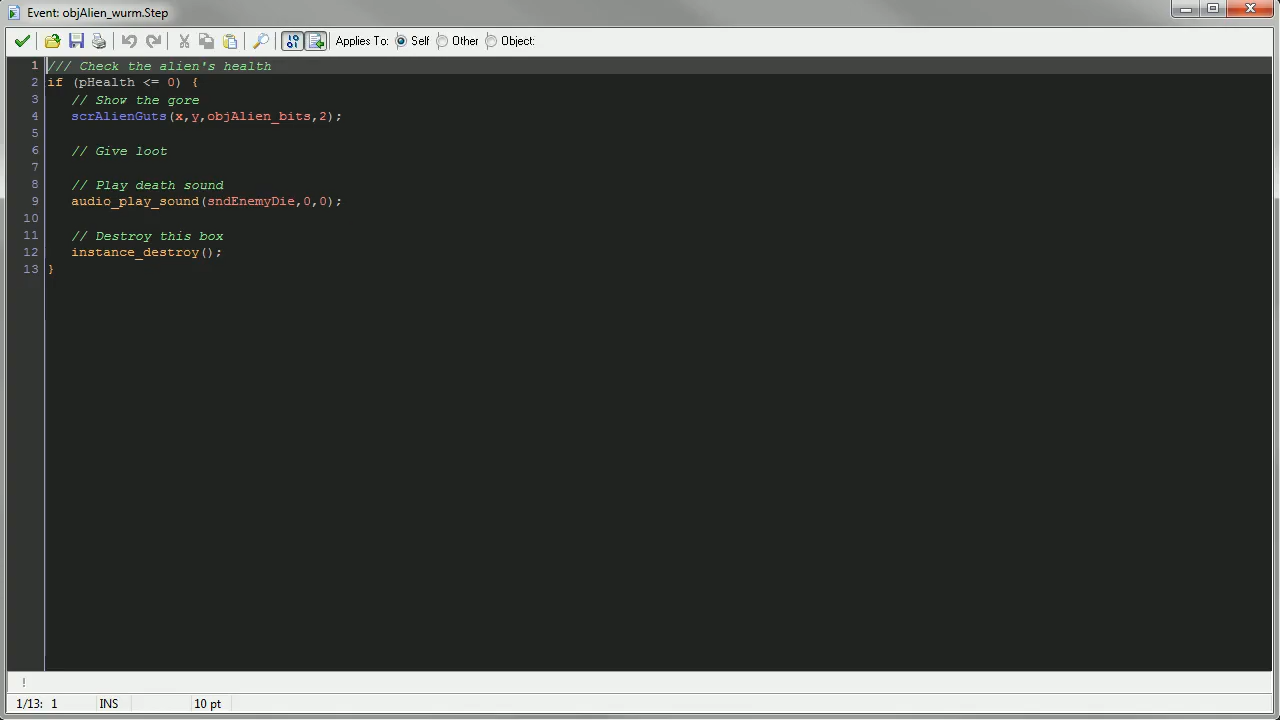 Event: objAlien_wurm.Step
Applies To: Self Other Object:
1 /// Check the alien's health
2 if (pHealth <= 0) {
3 // Show the gore
4 scrAlienGuts(x,y,objAlien_bits,2);
5
6 // Give loot
7
8 // Play death sound
9 audio_play_sound(sndEnemyDie,0,0);
10
11 // Destroy this box
12 instance_destroy();
13 }
!
1/13: 1 INS 10 pt